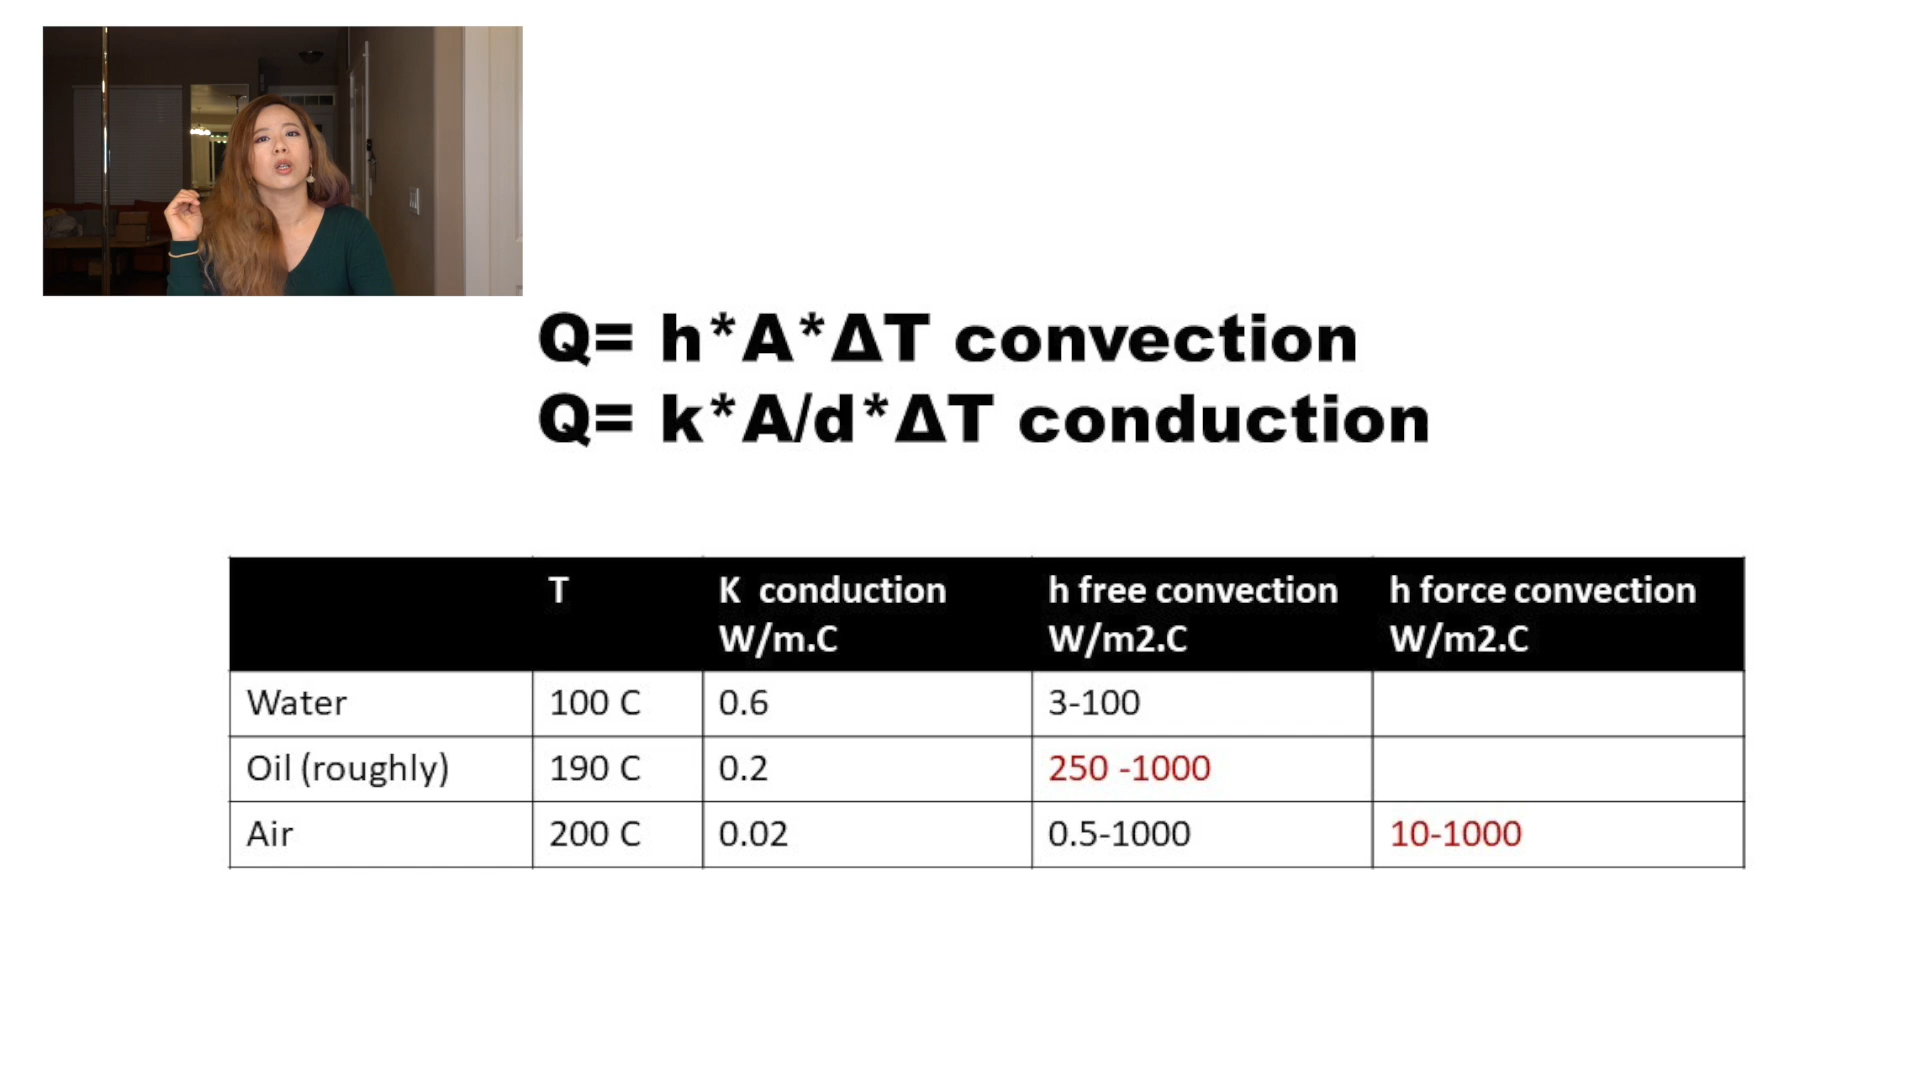 Q= h*A*ΔT convection
Q= k*A/d*ΔT conduction
T
K  conduction
W/m.C
h free convection
W/m2.C
h force convection
W/m2.C
Water
100 C
0.6
3-100
Oil (roughly)
190 C
0.2
250 -1000
Air
200 C
0.02
0.5-1000
10-1000